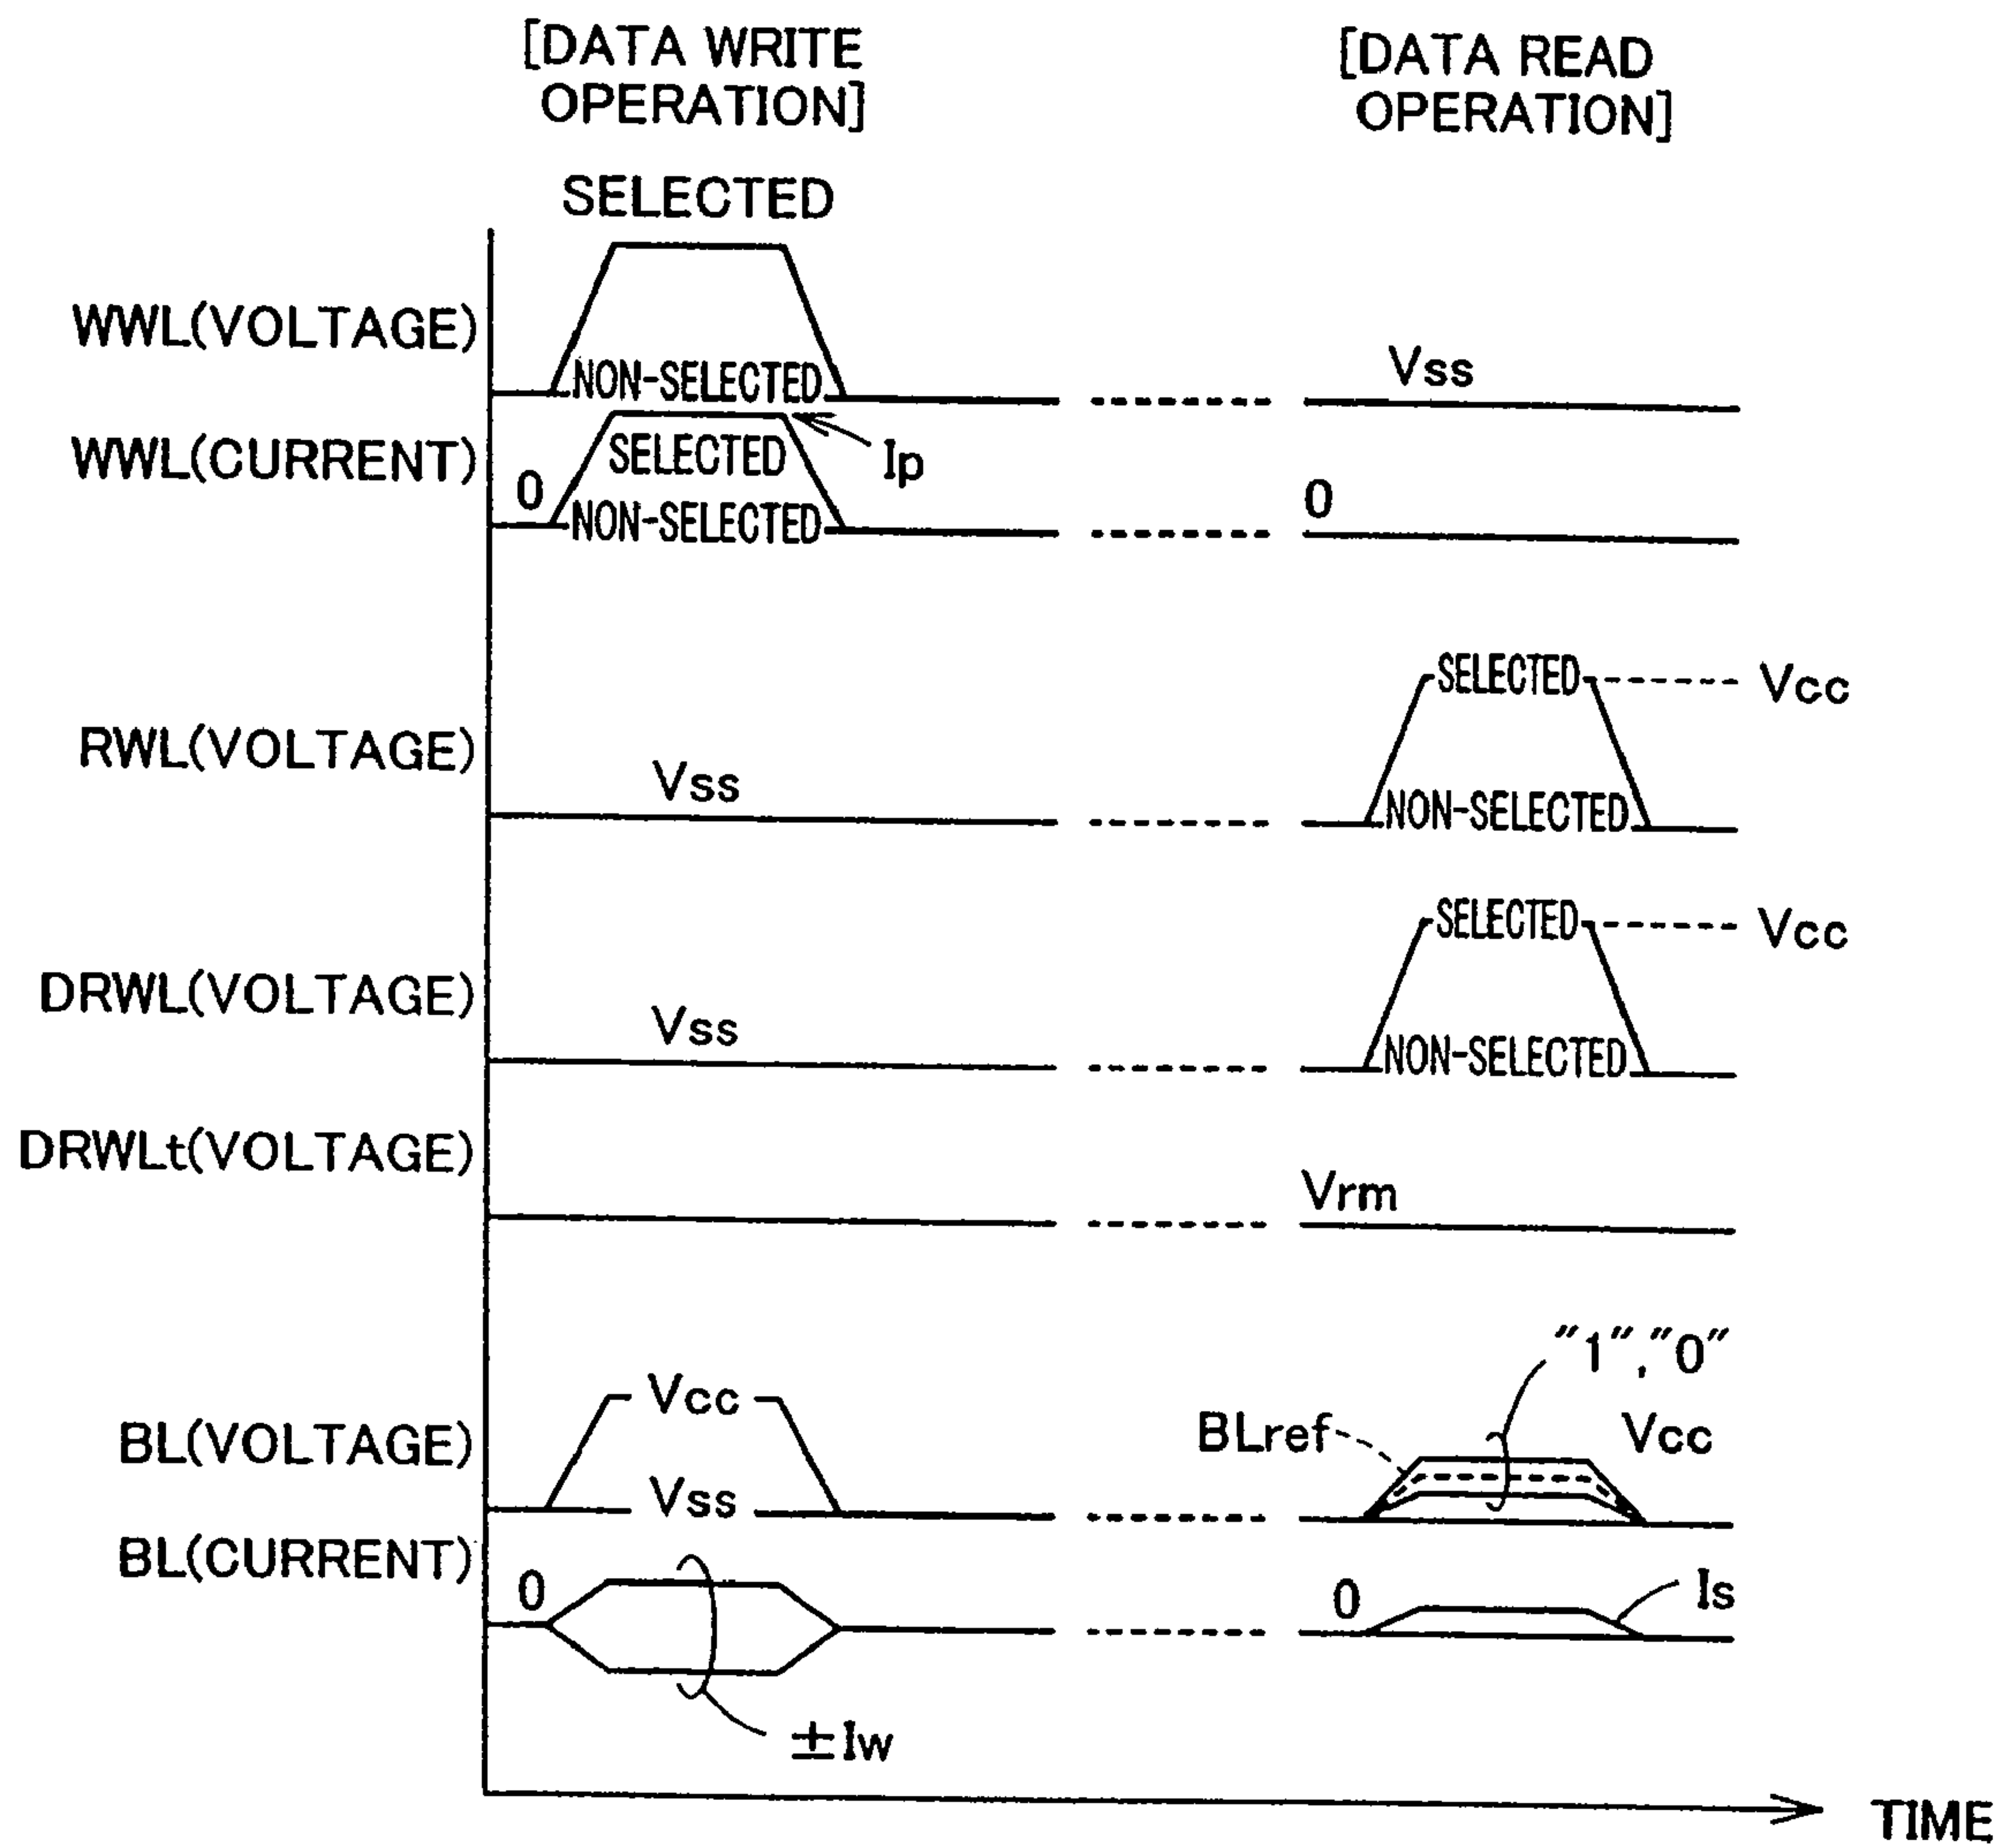 [DATA WRITE
OPERATION]
[DATA READ
OPERATION]
SELECTED
WWL(VOLTAGE)
NON-SELECTED
Vss
WWL(CURRENT)
0
SELECTED
Ip
NON-SELECTED
0
RWL(VOLTAGE)
Vss
SELECTED
Vcc
NON-SELECTED
DRWL(VOLTAGE)
Vss
SELECTED
Vcc
NON-SELECTED
DRWLt(VOLTAGE)
Vrm
BL(VOLTAGE)
Vcc
Vss
"1","0"
BLref
Vcc
BL(CURRENT)
0
±Iw
0
Is
TIME